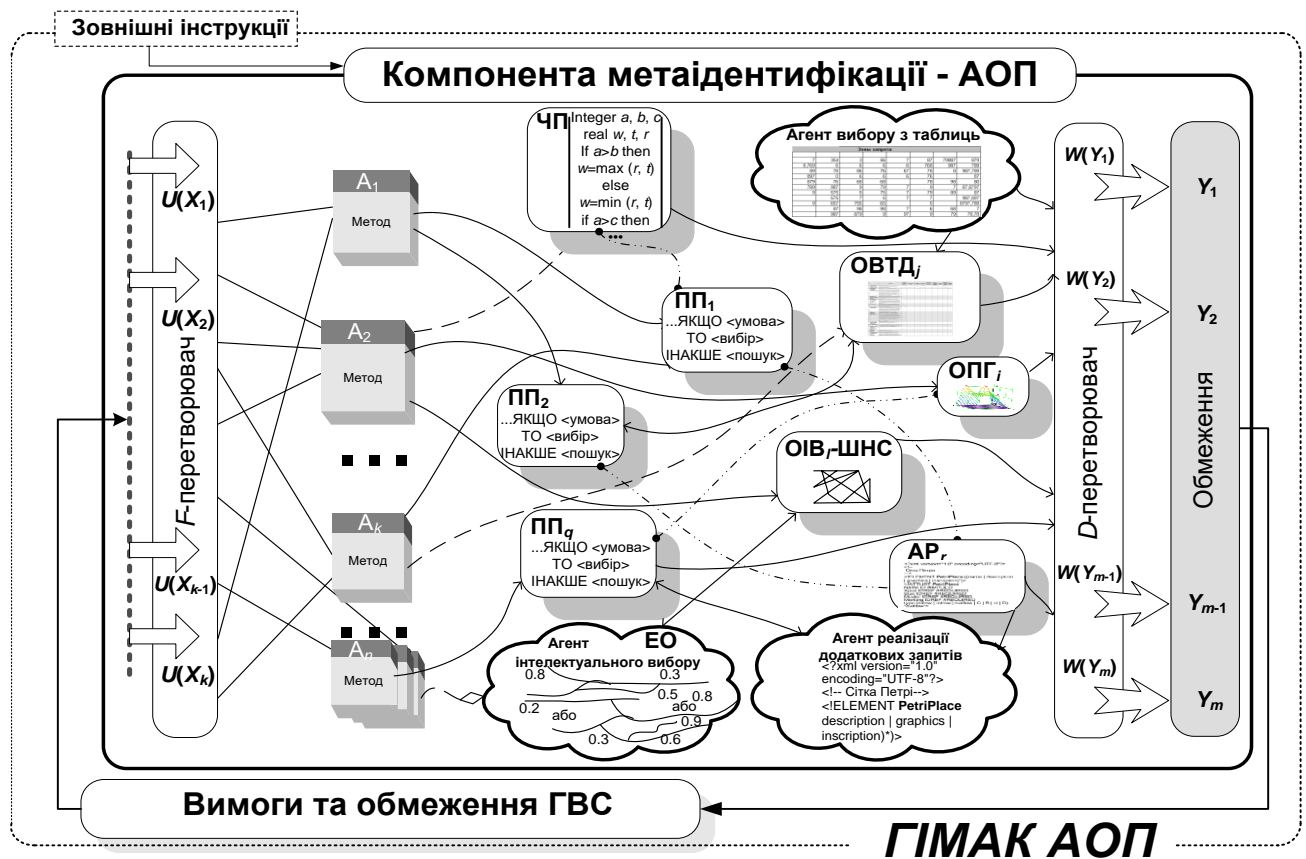 Зовнішні інструкції
Компонента метаідентифікації - АОП
U(X1)
U(X2)
U(Xk-1)
U(Xk)
F-перетворювач
A1
Метод
A2
Метод
Ak
Метод
An
Метод
ЧП
Integer a, b, c
real w, t, r
If a>b then
w=max (r, t)
else
w=min (r, t)
if a>c then
...
Агент вибору з таблиць
ПП1
...ЯКЩО <умова>
ТО <вибір>
ІНАКШЕ <пошук>
ПП2
...ЯКЩО <умова>
ТО <вибір>
ІНАКШЕ <пошук>
ППq
...ЯКЩО <умова>
ТО <вибір>
ІНАКШЕ <пошук>
ОВТДj
ОПГi
ОІВl-ШНС
АРr
Агент
ЕО
інтелектуального вибору
0.8
0.3
0.5
0.8
0.2
або
або
0.9
0.3
0.6
Агент реалізації
додаткових запитів
<?xml version="1.0"
encoding="UTF-8"?>
<!-- Сітка Петрі-->
<!ELEMENT PetriPlace
description | graphics |
inscription)*)>
D-перетворювач
W(Y1)
W(Y2)
W(Ym-1)
W(Ym)
Y1
Y2
Обмеження
Ym-1
Ym
Вимоги та обмеження ГВС
ГІМАК АОП